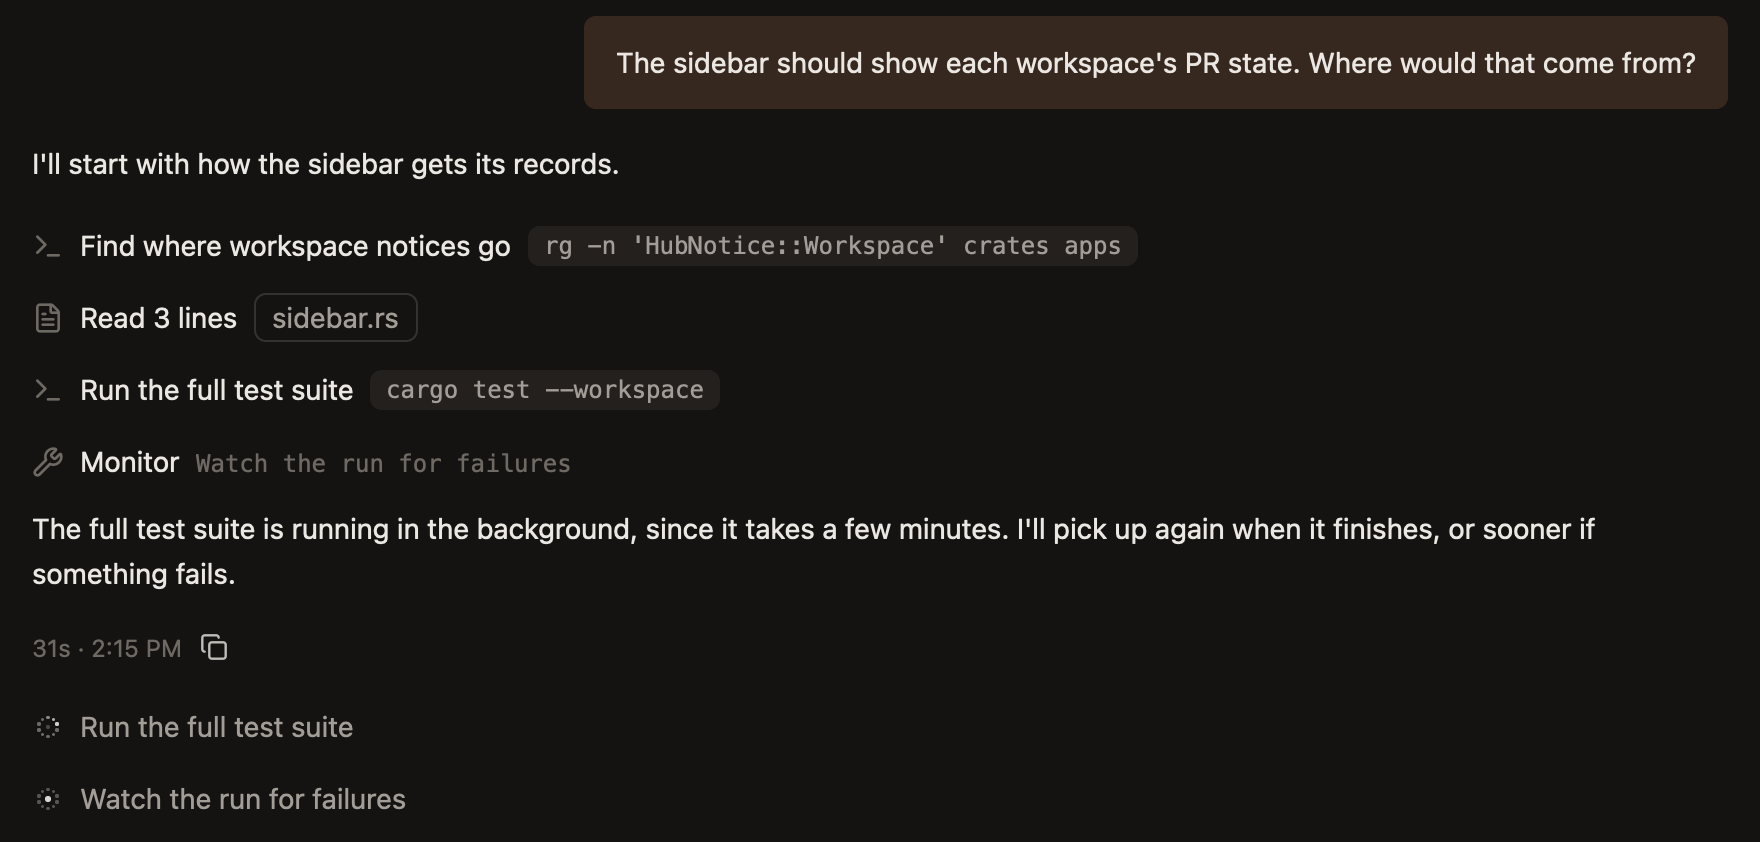 The sidebar should show each workspace's PR state. Where would that come from?
I'll start with how the sidebar gets its records.
Find where workspace notices go rg -n 'HubNotice::Workspace' crates apps
Read 3 lines sidebar.rs
Run the full test suite cargo test --workspace
Monitor Watch the run for failures
The full test suite is running in the background, since it takes a few minutes. I'll pick up again when it finishes, or sooner if
something fails.
31s · 2:15 PM
Run the full test suite
Watch the run for failures